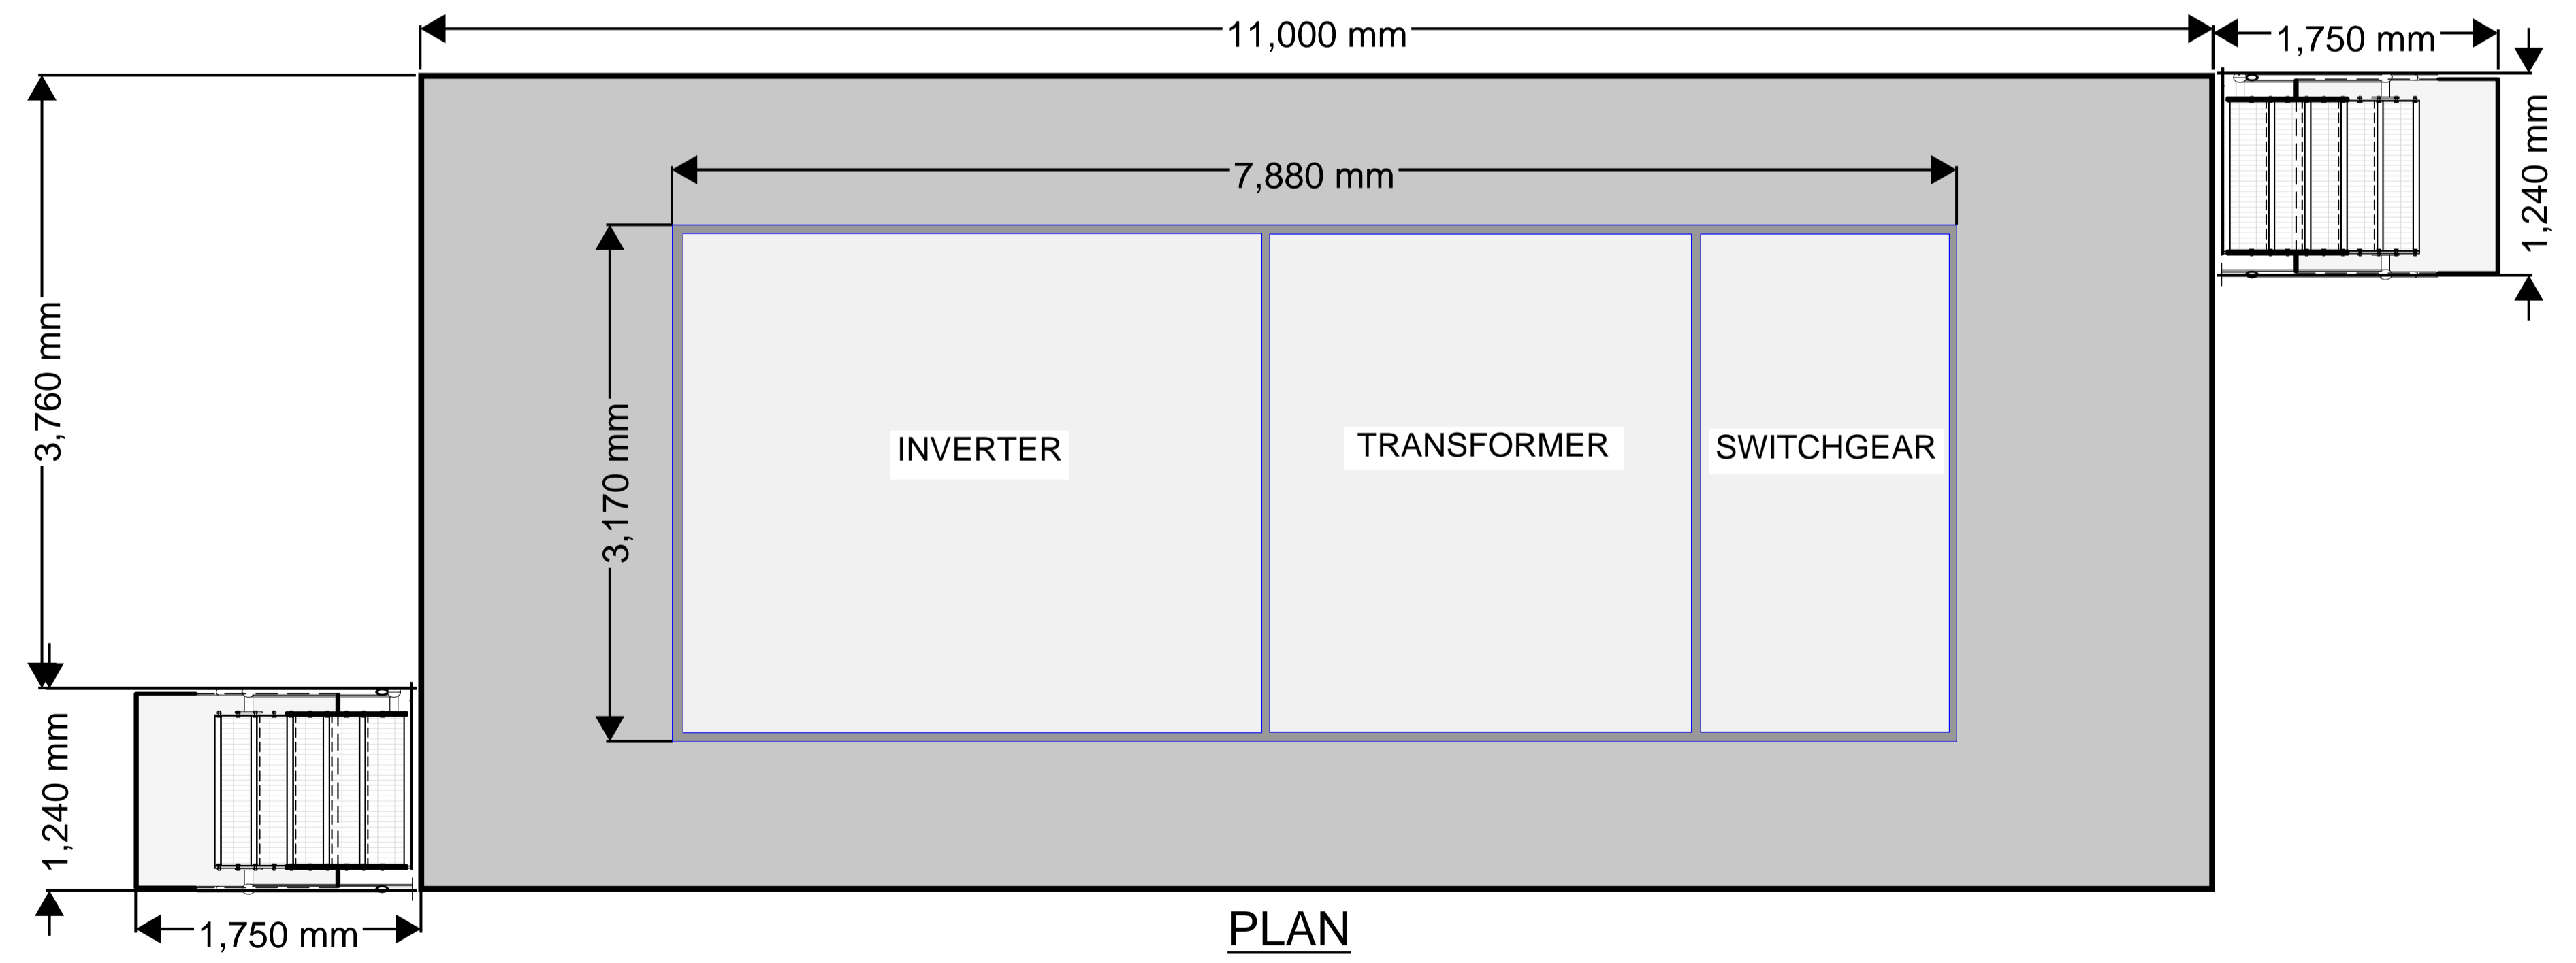 11,000 mm
1,750 mm
1,240 mm
7,880 mm
3,760 mm
3,170 mm
INVERTER
TRANSFORMER
SWITCHGEAR
1,240 mm
1,750 mm
PLAN